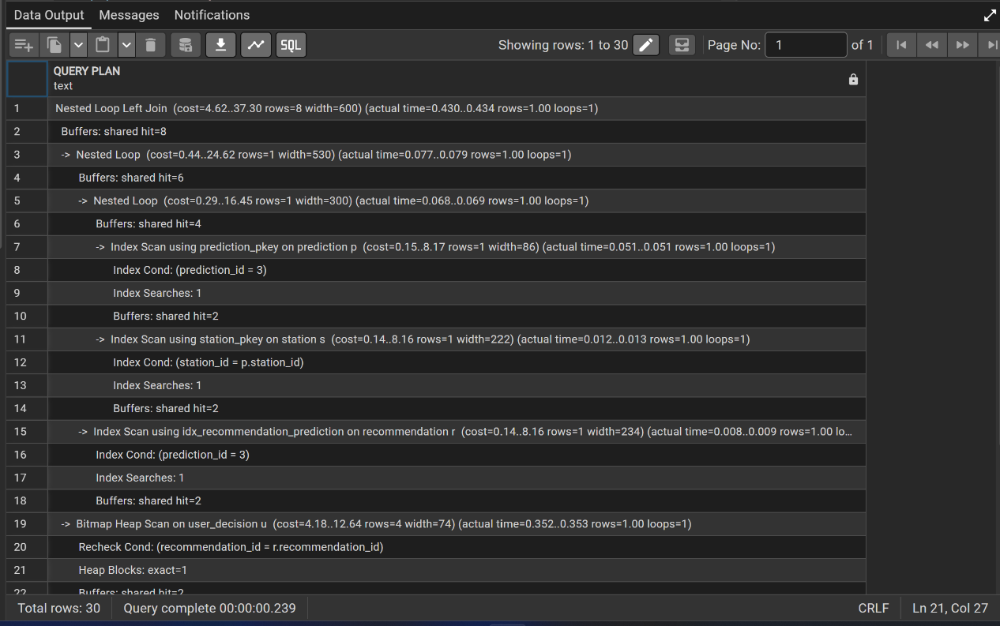 Data Output Messages Notifications
SQL Showing rows: 1 to 30 Page No: 1 of 1
QUERY PLAN
text
1 Nested Loop Left Join (cost=4.62..37.30 rows=8 width=600) (actual time=0.430..0.434 rows=1.00 loops=1)
2 Buffers: shared hit=8
3 -> Nested Loop (cost=0.44..24.62 rows=1 width=530) (actual time=0.077..0.079 rows=1.00 loops=1)
4 Buffers: shared hit=6
5 -> Nested Loop (cost=0.29..16.45 rows=1 width=300) (actual time=0.068..0.069 rows=1.00 loops=1)
6 Buffers: shared hit=4
7 -> Index Scan using prediction_pkey on prediction p (cost=0.15..8.17 rows=1 width=86) (actual time=0.051..0.051 rows=1.00 loops=1)
8 Index Cond: (prediction_id = 3)
9 Index Searches: 1
10 Buffers: shared hit=2
11 -> Index Scan using station_pkey on station s (cost=0.14..8.16 rows=1 width=222) (actual time=0.012..0.013 rows=1.00 loops=1)
12 Index Cond: (station_id = p.station_id)
13 Index Searches: 1
14 Buffers: shared hit=2
15 -> Index Scan using idx_recommendation_prediction on recommendation r (cost=0.14..8.16 rows=1 width=234) (actual time=0.008..0.009 rows=1.00 lo...
16 Index Cond: (prediction_id = 3)
17 Index Searches: 1
18 Buffers: shared hit=2
19 -> Bitmap Heap Scan on user_decision u (cost=4.18..12.64 rows=4 width=74) (actual time=0.352..0.353 rows=1.00 loops=1)
20 Recheck Cond: (recommendation_id = r.recommendation_id)
21 Heap Blocks: exact=1
22 Buffers: shared hit=2
Total rows: 30 Query complete 00:00:00.239 CRLF Ln 21, Col 27